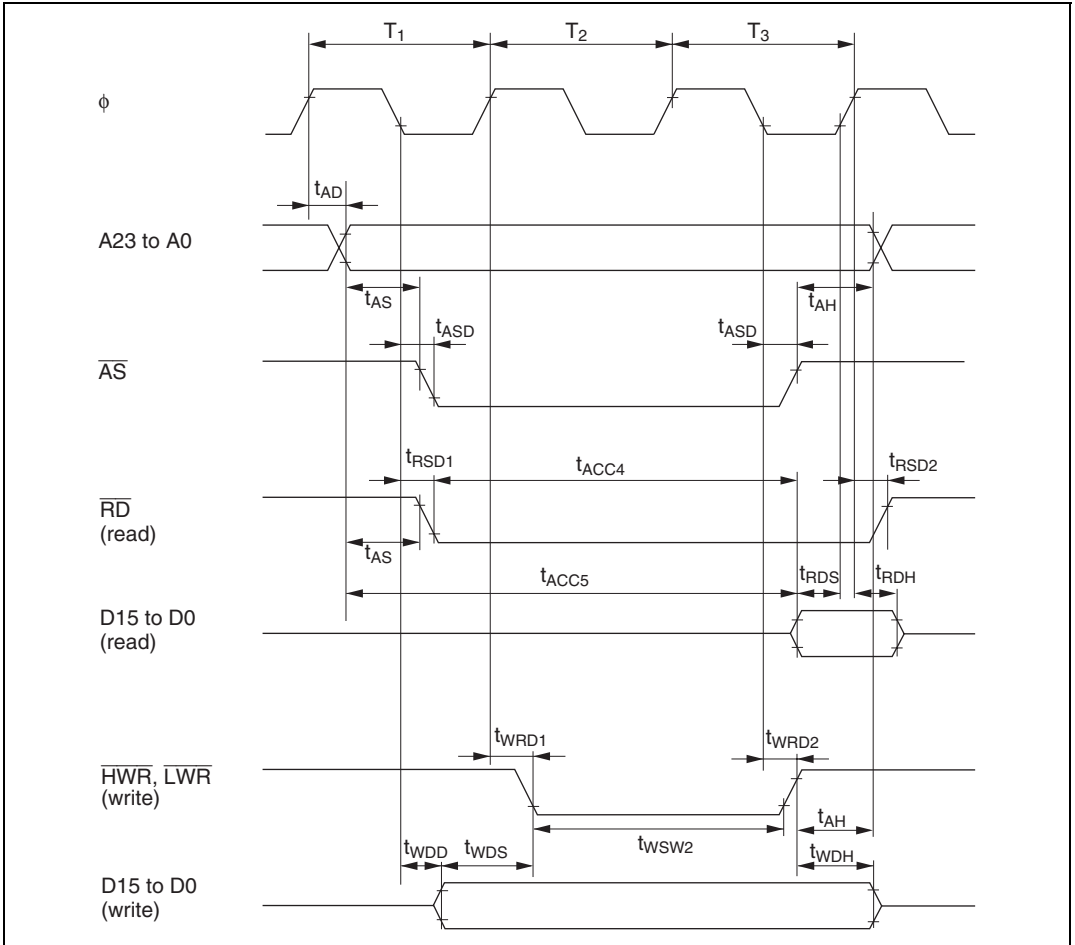 T1 T2 T3
ϕ
tAD
A23 to A0
tAS tAH
tASD tASD
AS
tRSD1 tACC4 tRSD2
RD
(read)
tAS
tACC5 tRDS tRDH
D15 to D0
(read)
tWRD1 tWRD2
HWR, LWR
(write)
tAH
tWSW2
tWDD tWDS tWDH
D15 to D0
(write)